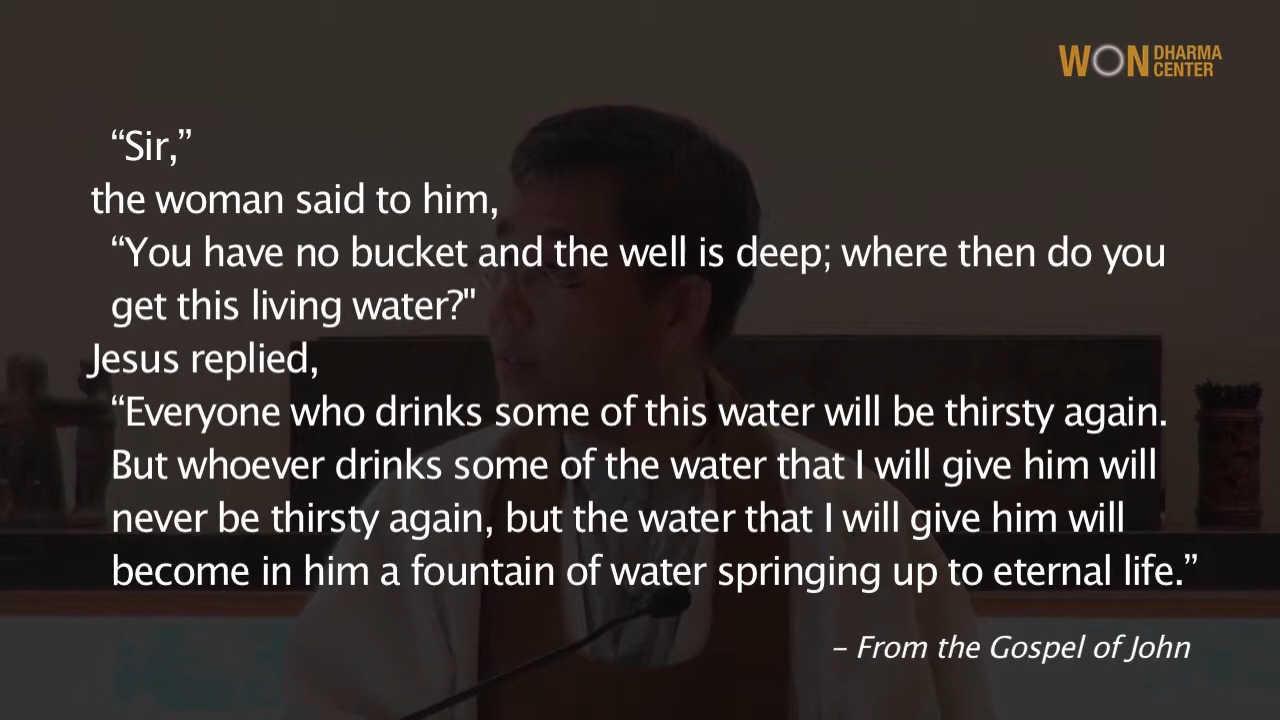 WON DHARMA
CENTER
“Sir,”
the woman said to him,
“You have no bucket and the well is deep; where then do you
get this living water?"
Jesus replied,
“Everyone who drinks some of this water will be thirsty again.
But whoever drinks some of the water that I will give him will
never be thirsty again, but the water that I will give him will
become in him a fountain of water springing up to eternal life.”
– From the Gospel of John